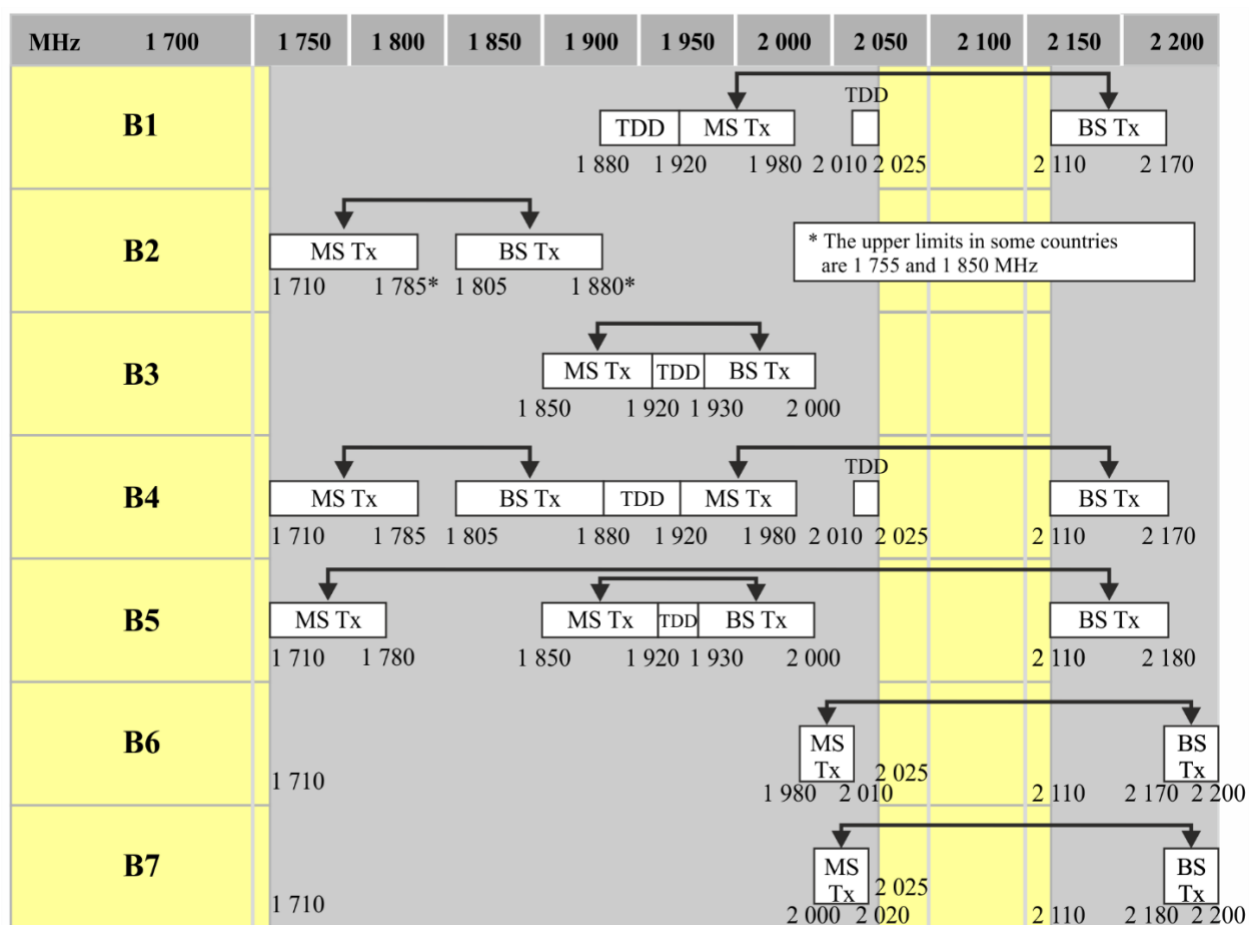 MHz 1 700 1 750 1 800 1 850 1 900 1 950 2 000 2 050 2 100 2 150 2 200
TDD
B1 TDD MS Tx BS Tx
1 880 1 920 1 980 2 010 2 025 2 110 2 170
B2 MS Tx BS Tx
* The upper limits in some countries
are 1 755 and 1 850 MHz
1 710 1 785* 1 805 1 880*
B3 MS Tx TDD BS Tx
1 850 1 920 1 930 2 000
TDD
B4 MS Tx BS Tx TDD MS Tx BS Tx
1 710 1 785 1 805 1 880 1 920 1 980 2 010 2 025 2 110 2 170
B5 MS Tx MS Tx TDD BS Tx BS Tx
1 710 1 780 1 850 1 920 1 930 2 000 2 110 2 180
B6 MS BS
Tx Tx
1 710 2 025
1 980 2 010 2 110 2 170 2 200
B7 MS BS
Tx Tx
1 710 2 025
2 000 2 020 2 110 2 180 2 200